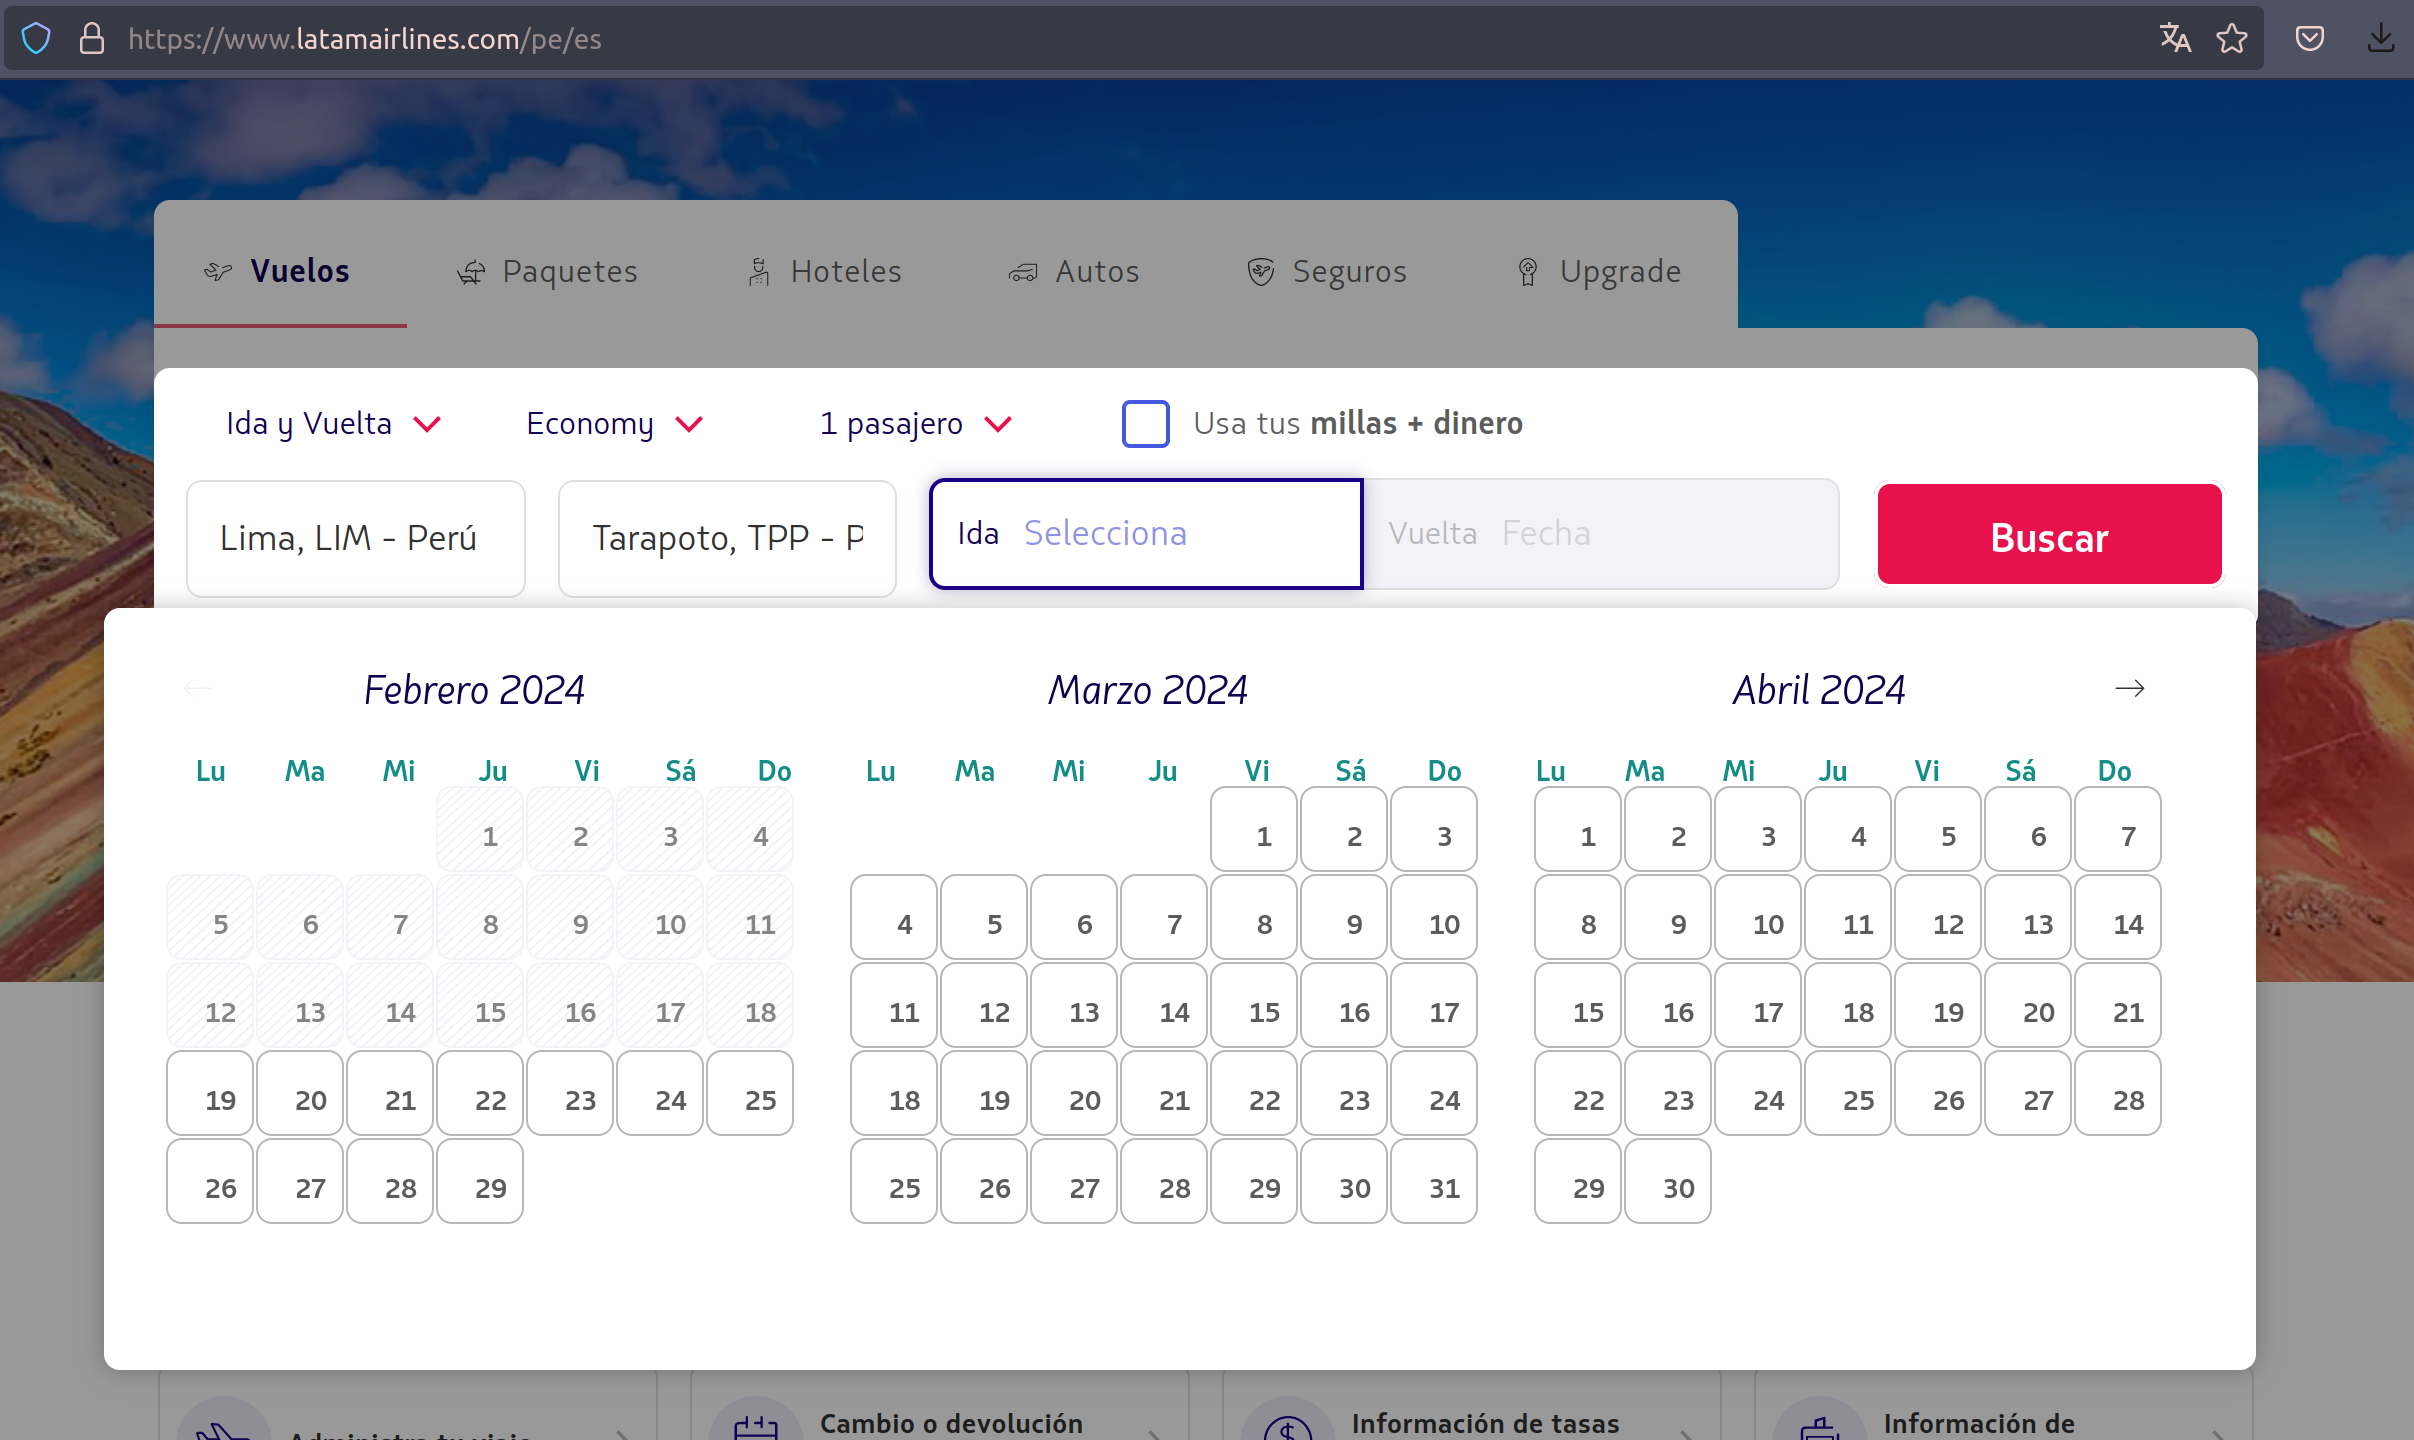 https://www.latamairlines.com/pe/es
Vuelos Paquetes Hoteles Autos Seguros Upgrade
Ida y Vuelta Economy 1 pasajero Usa tus millas + dinero
Lima, LIM - Perú Tarapoto, TPP - P Ida Selecciona Vuelta Fecha Buscar
Febrero 2024 Marzo 2024 Abril 2024
Lu Ma Mi Ju Vi Sá Do Lu Ma Mi Ju Vi Sá Do Lu Ma Mi Ju Vi Sá Do
1 2 3 4 1 2 3 1 2 3 4 5 6 7
5 6 7 8 9 10 11 4 5 6 7 8 9 10 8 9 10 11 12 13 14
12 13 14 15 16 17 18 11 12 13 14 15 16 17 15 16 17 18 19 20 21
19 20 21 22 23 24 25 18 19 20 21 22 23 24 22 23 24 25 26 27 28
26 27 28 29 25 26 27 28 29 30 31 29 30
Administra tu viaje Cambio o devolución Información de tasas Información de